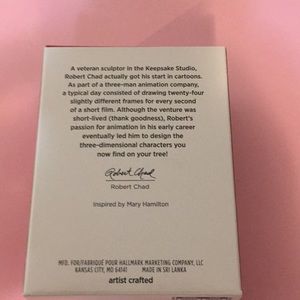 A veteran sculptor in the Keepsake Studio,
Robert Chad actually got his start in cartoons.
As part of a three-man animation company,
a typical day consisted of drawing twenty-four
slightly different frames for every second
of a short film. Although the venture was
short-lived (thank goodness), Robert's
passion for animation in his early career
eventually led him to design the
three-dimensional characters you
now find on your tree!
Robert Chad
Robert Chad
Inspired by Mary Hamilton
MFD. FOR/FABRIQUÉ POUR HALLMARK MARKETING COMPANY, LLC
KANSAS CITY, MO 64141 MADE IN SRI LANKA
artist crafted